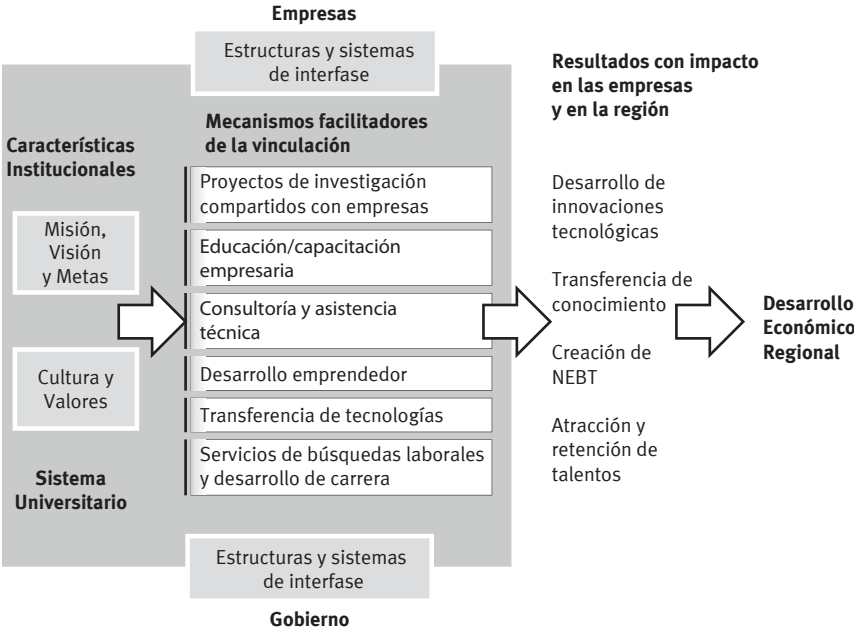 Empresas
Estructuras y sistemas
de interfase
Resultados con impacto
en las empresas
y en la región
Mecanismos facilitadores
de la vinculación
Características
Institucionales
Misión,
Visión
y Metas
Cultura y
Valores
Sistema
Universitario
Proyectos de investigación
compartidos con empresas
Educación/capacitación
empresaria
Consultoría y asistencia
técnica
Desarrollo emprendedor
Transferencia de tecnologías
Servicios de búsquedas laborales
y desarrollo de carrera
Desarrollo de
innovaciones
tecnológicas
Transferencia de
conocimiento
Creación de
NEBT
Atracción y
retención de
talentos
Desarrollo
Económico
Regional
Estructuras y sistemas
de interfase
Gobierno